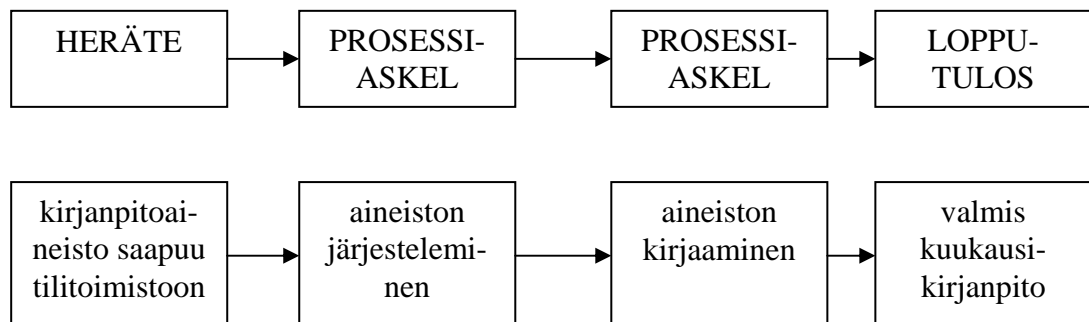 HERÄTE
PROSESSI-
ASKEL
PROSESSI-
ASKEL
LOPPU-
TULOS
kirjanpitoai-
neisto saapuu
tilitoimistoon
aineiston
järjestelemi-
nen
aineiston
kirjaaminen
valmis
kuukausi-
kirjanpito